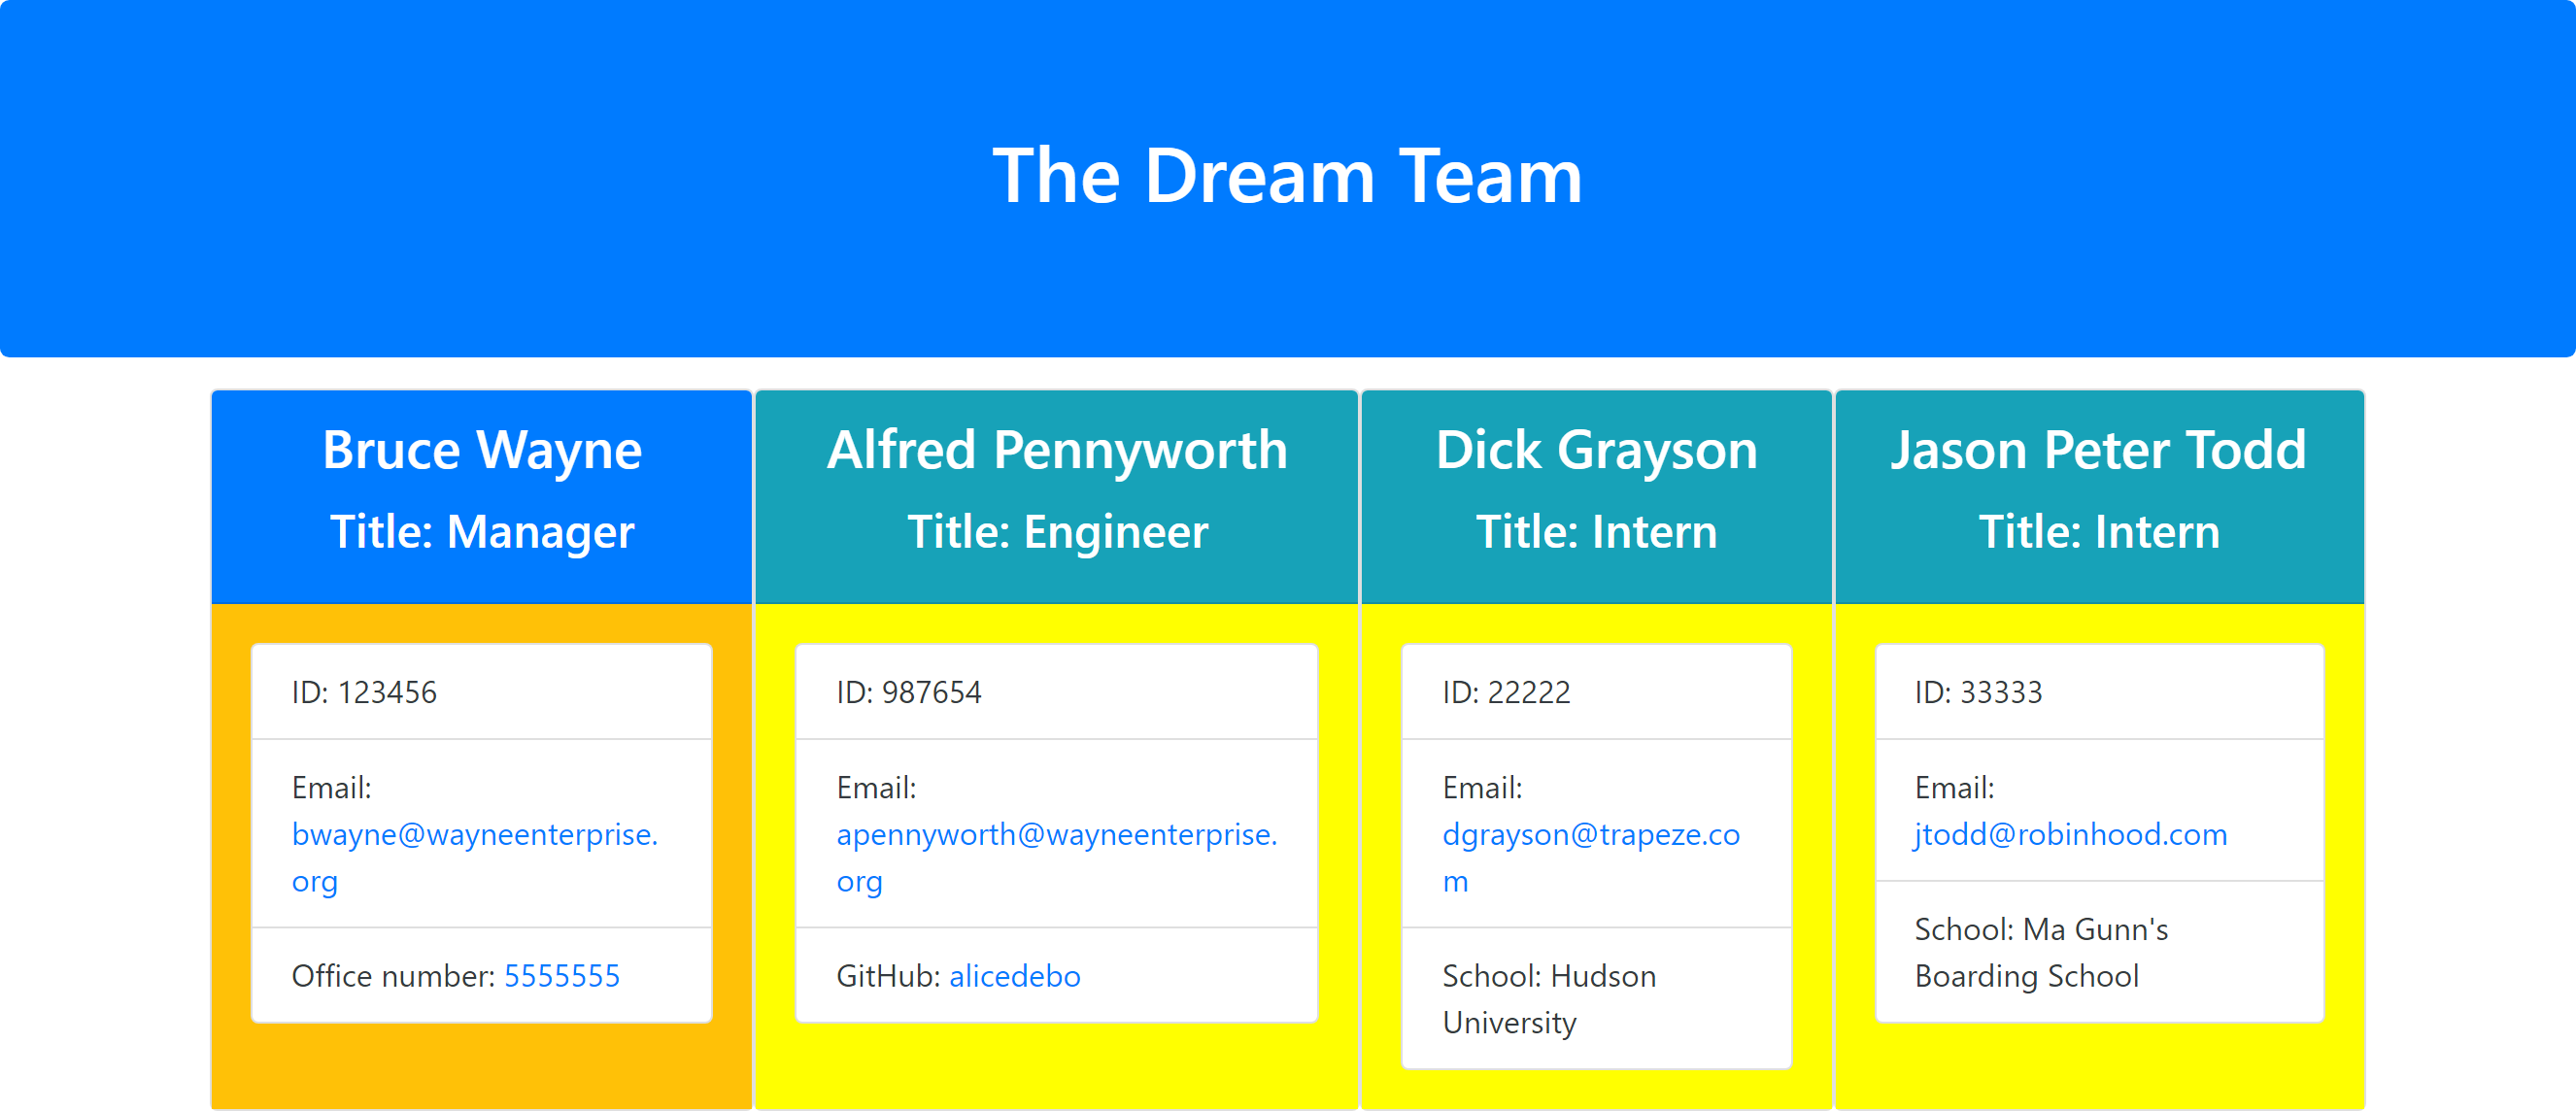 The Dream Team
Bruce Wayne
Title: Manager
ID: 123456
Email:
bwayne@wayneenterprise.
org
Office number: 5555555
Alfred Pennyworth
Title: Engineer
ID: 987654
Email:
apennyworth@wayneenterprise.
org
GitHub: alicedebo
Dick Grayson
Title: Intern
ID: 22222
Email:
dgrayson@trapeze.co
m
School: Hudson
University
Jason Peter Todd
Title: Intern
ID: 33333
Email:
jtodd@robinhood.com
School: Ma Gunn's
Boarding School